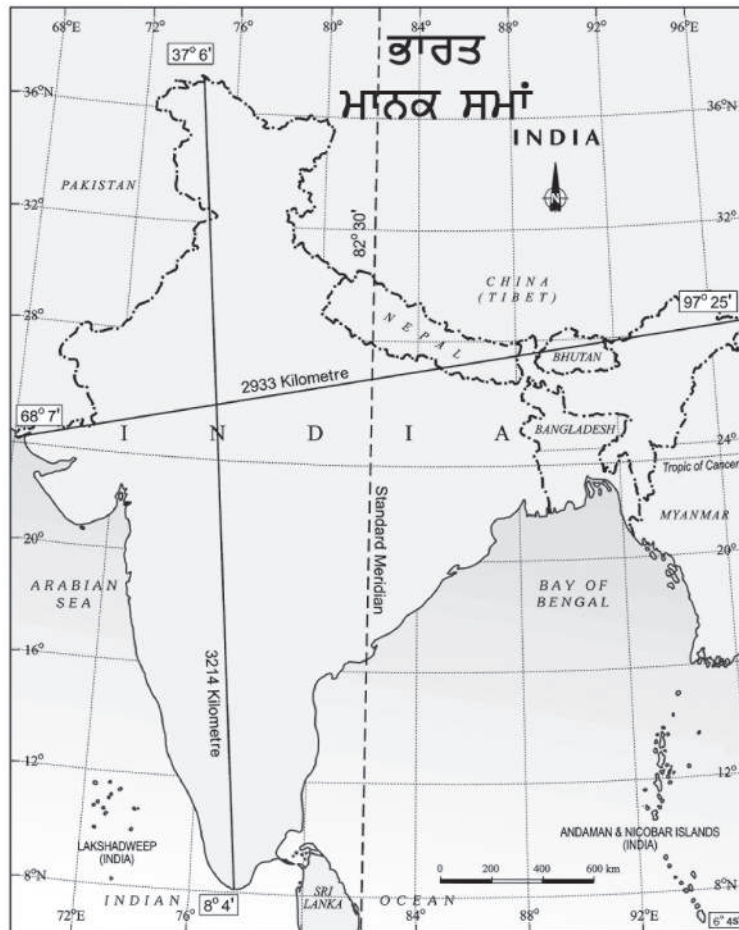 68°E
72°
76°
80°
84°
88°
92°
96°E
37° 6'
ਭਾਰਤ
ਮਾਨਕ ਸਮਾਂ
INDIA
N
36°N
36°N
PAKISTAN
32°
32°
82° 30'
CHINA
(TIBET)
97° 25'
28°
NEPAL
BHUTAN
2933 Kilometre
68° 7'
INDIA
BANGLADESH
24°
24°
Tropic of Cancer
Standard Meridian
MYANMAR
20°
20°
ARABIAN
SEA
BAY OF
BENGAL
16°
3214 Kilometre
12°
12°
LAKSHADWEEP
(INDIA)
ANDAMAN & NICOBAR ISLANDS
(INDIA)
0 200 400 600 km
8°N
8°N
INDIAN OCEAN
8° 4'
SRI
LANKA
72°E
76°
84°
88°
92°E